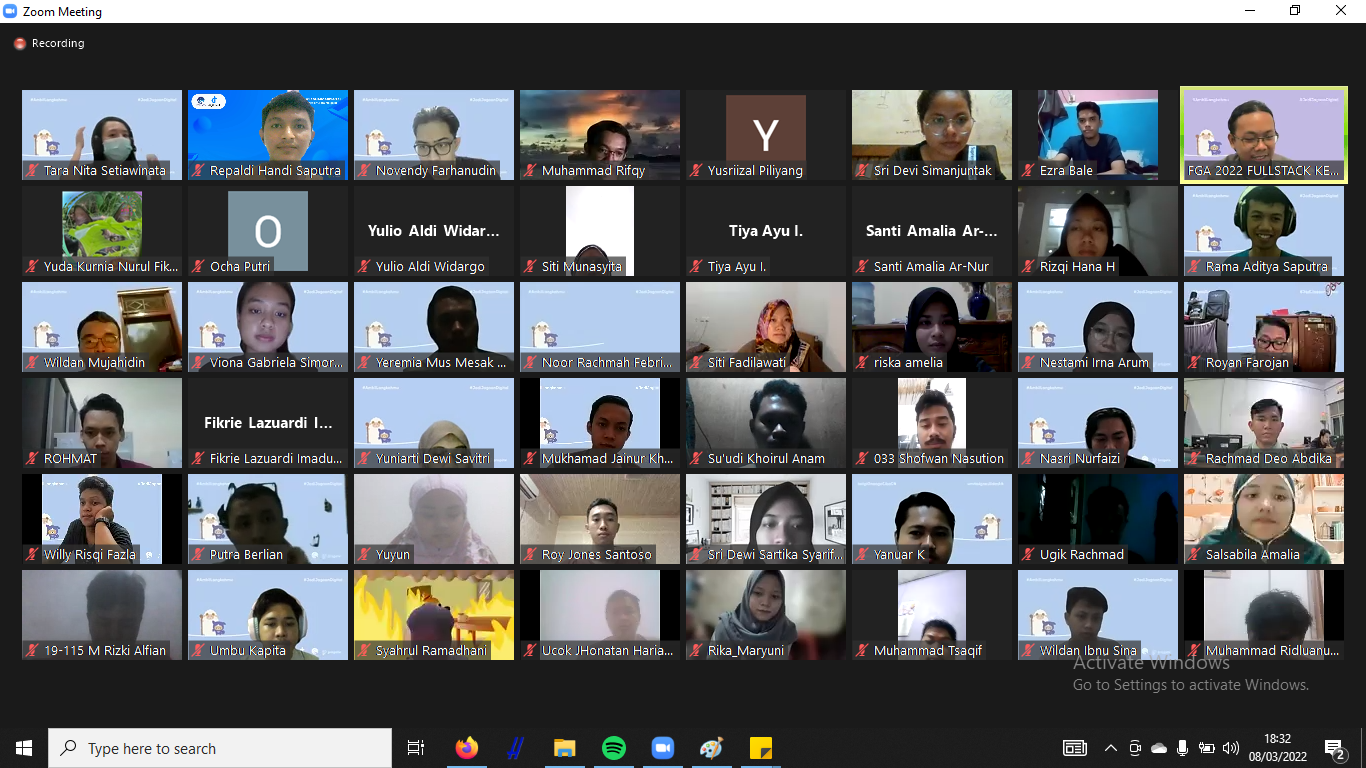 Zoom Meeting
Recording
Tara Nita Setiawinata
Repaldi Handi Saputra
Novendy Farhanudin
Muhammad Rifqy
Y
Yusriizal Piliyang
Sri Devi Simanjuntak
Ezra Bale
FGA 2022 FULLSTACK KE...
Yuda Kurnia Nurul Fik...
O
Ocha Putri
Yulio Aldi Widar...
Yulio Aldi Widargo
Siti Munasyita
Tiya Ayu I.
Tiya Ayu I.
Santi Amalia Ar-...
Santi Amalia Ar-Nur
Rizqi Hana H
Rama Aditya Saputra
Wildan Mujahidin
Viona Gabriela Simor...
Yeremia Mus Mesak ...
Noor Rachmah Febri...
Siti Fadilawati
riska amelia
Nestami Irna Arum
Royan Farojan
ROHMAT
Fikrie Lazuardi I...
Fikrie Lazuardi Imadu...
Yuniarti Dewi Savitri
Mukhamad Jainur Kh...
Su'udi Khoirul Anam
033 Shofwan Nasution
Nasri Nurfaizi
Rachmad Deo Abdika
Willy Risqi Fazla
Putra Berlian
Yuyun
Roy Jones Santoso
Sri Dewi Sartika Syarif...
Yanuar K
Ugik Rachmad
Salsabila Amalia
19-115 M Rizki Alfian
Umbu Kapita
Syahrul Ramadhani
Ucok JHonatan Haria...
Rika_Maryuni
Muhammad Tsaqif
Wildan Ibnu Sina
Muhammad Ridluanu...
Activate Windows
Go to Settings to activate Windows.
Type here to search
18:32
08/03/2022
2